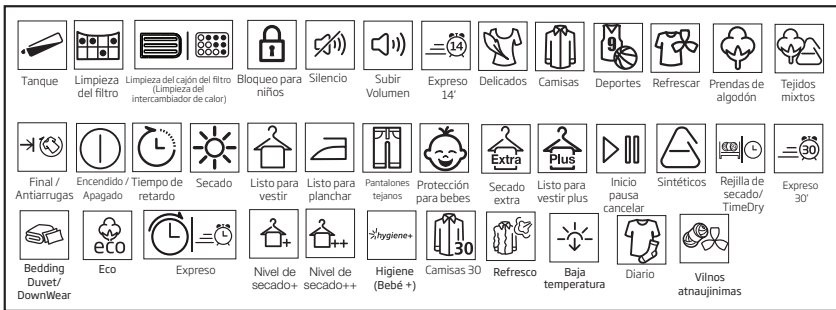 14
9
Tanque
Limpieza
del filtro
Limpieza del cajón del filtro
(Limpieza del
intercambiador de calor)
Bloqueo para
niños
Silencio
Subir
Volumen
Expreso
14'
Delicados
Camisas
Deportes
Refrescar
Prendas de
algodón
Tejidos
mixtos
Extra
Plus
30
Final /
Antiarrugas
Encendido /
Apagado
Tiempo de
retardo
Secado
Listo para
vestir
Listo para
planchar
Pantalones
tejanos
Protección
para bebes
Secado
extra
Listo para
vestir plus
Inicio
pausa
cancelar
Sintéticos
Rejilla de
secado/
TimeDry
Expreso
30'
eco
+
++
hygiene+
30
Bedding
Duvet/
DownWear
Eco
Expreso
Nivel de
secado+
Nivel de
secado++
Higiene
(Bebé +)
Camisas 30
Refresco
Baja
temperatura
Diario
Vilnos
atnaujinimas